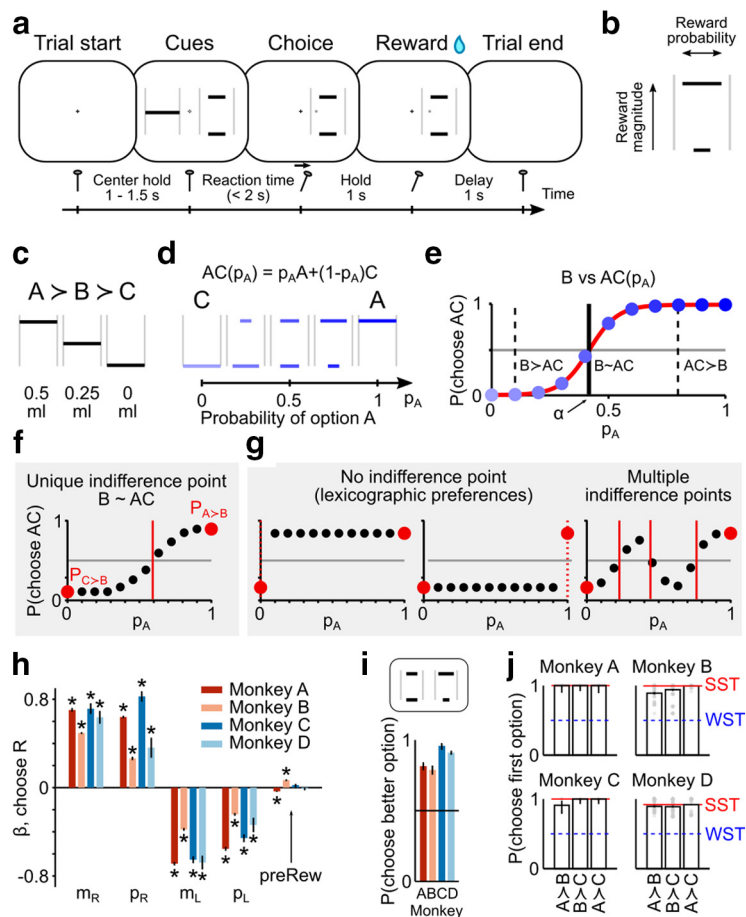 a
Trial start Cues Choice Reward Trial end
Center hold
1 - 1.5 s
Reaction time
(< 2 s)
Hold
1 s
Delay
1 s
Time
b
Reward
probability
Reward
magnitude
c
A ≻ B ≻ C
0.5
ml
0.25
ml
0
ml
d
AC(pA) = pAA+(1-pA)C
C A
0 0.5 1 pA
Probability of option A
e
B vs AC(pA)
P(choose AC)
1
0
B≻AC B~AC AC≻B
0 α 0.5 1
pA
f
Unique indifference point
B ~ AC
P(choose AC)
1
0
PC≻B
PA≻B
0 1
pA
g
No indifference point
(lexicographic preferences)
Multiple
indifference points
1
0
0 1 0 1 0 1
pA pA pA
h
β, choose R
0.8
0
-0.8
Monkey A
Monkey B
Monkey C
Monkey D
* * * * * * * * * * * * * * * * * *
preRew
mR pR mL pL
i
P(choose better option)
1
0
ABCD
Monkey
j
P(choose first option)
Monkey A Monkey B
1
0
SST
WST
Monkey C Monkey D
1
0
SST
WST
A≻B B≻C A≻C A≻B B≻C A≻C